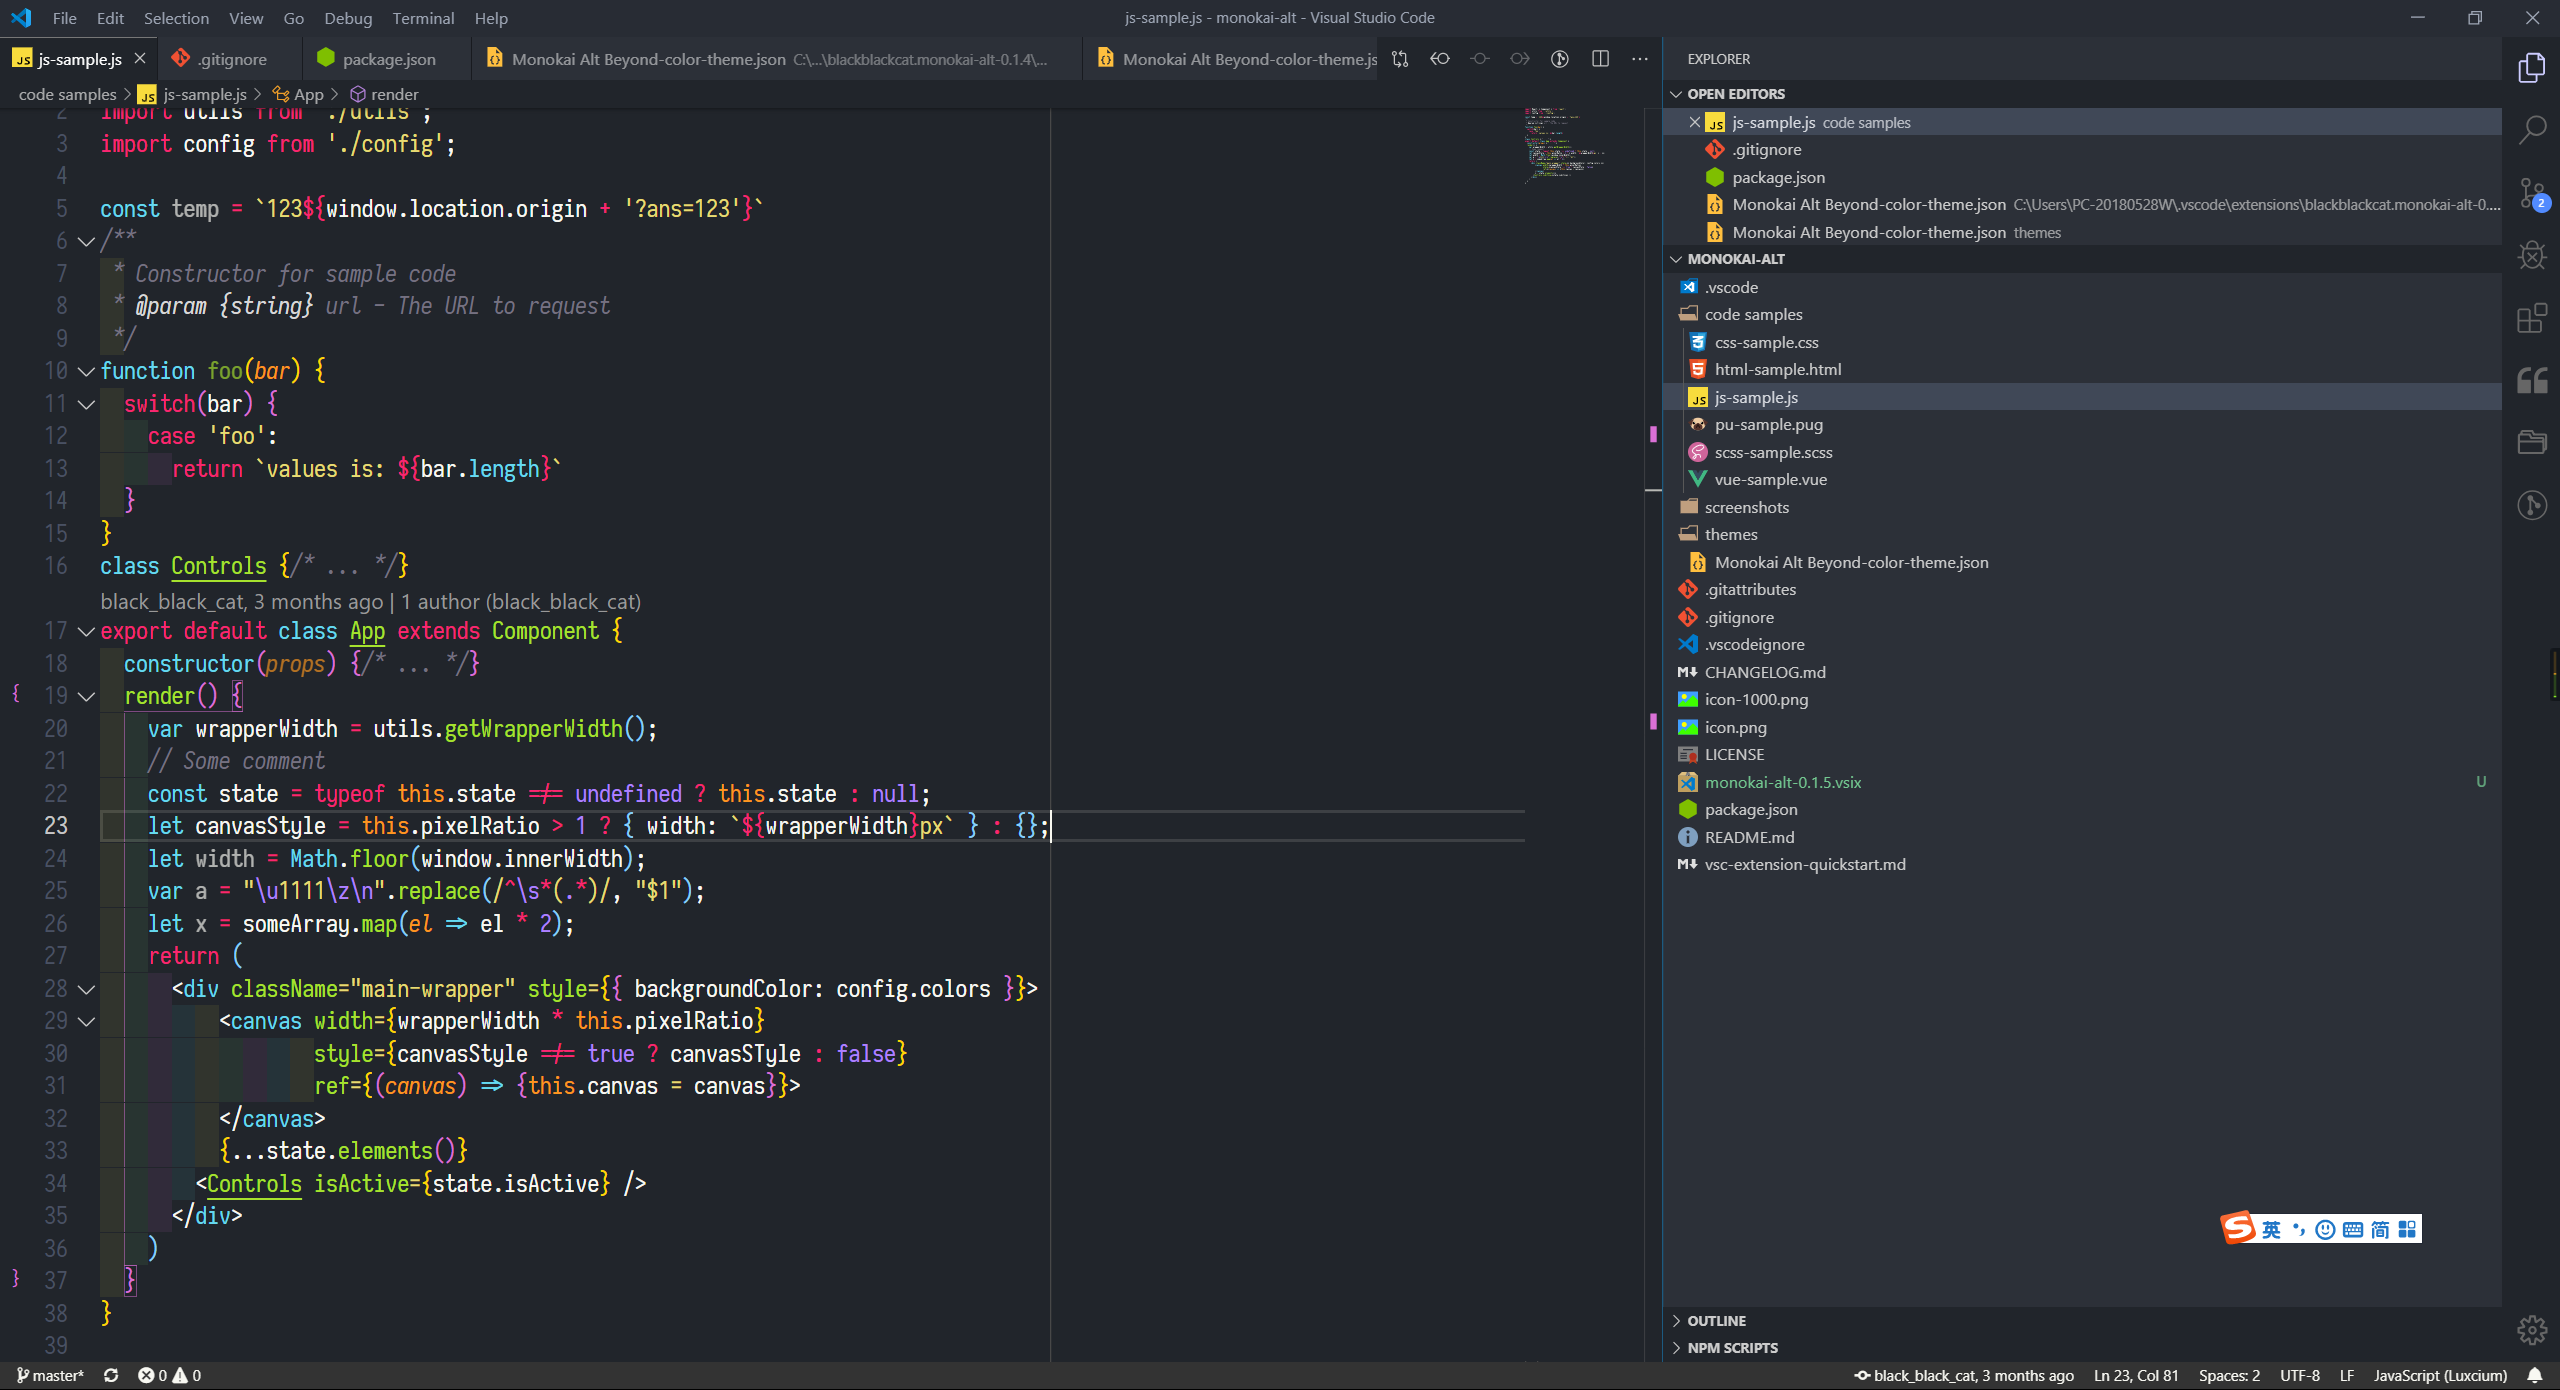 File Edit Selection View Go Debug Terminal Help
js-sample.js - monokai-alt - Visual Studio Code
js-sample.js
.gitignore
package.json
Monokai Alt Beyond-color-theme.json C:\...\blackblackcat.monokai-alt-0.1.4\...
Monokai Alt Beyond-color-theme.js
code samples > js-sample.js > App > render
2 import utils from './utils';
3 import config from './config';
4
5 const temp = `123${window.location.origin + '?ans=123'}`
6 /**
7 * Constructor for sample code
8 * @param {string} url - The URL to request
9 */
10 function foo(bar) {
11 switch(bar) {
12 case 'foo':
13 return `values is: ${bar.length}`
14 }
15 }
16 class Controls {/* ... */}
black_black_cat, 3 months ago | 1 author (black_black_cat)
17 export default class App extends Component {
18 constructor(props) {/* ... */}
{ 19 render() {
20 var wrapperWidth = utils.getWrapperWidth();
21 // Some comment
22 const state = typeof this.state !== undefined ? this.state : null;
23 let canvasStyle = this.pixelRatio > 1 ? { width: `${wrapperWidth}px` } : {};
24 let width = Math.floor(window.innerWidth);
25 var a = "\u1111\z\n".replace(/^\s*(.*)/, "$1");
26 let x = someArray.map(el => el * 2);
27 return (
28 <div className="main-wrapper" style={{ backgroundColor: config.colors }}>
29 <canvas width={wrapperWidth * this.pixelRatio}
30 style={canvasStyle !== true ? canvasSTyle : false}
31 ref={(canvas) => {this.canvas = canvas}}>
32 </canvas>
33 {...state.elements()}
34 <Controls isActive={state.isActive} />
35 </div>
36 )
} 37 }
38 }
39
EXPLORER
OPEN EDITORS
js-sample.js code samples
.gitignore
package.json
Monokai Alt Beyond-color-theme.json C:\Users\PC-20180528W\.vscode\extensions\blackblackcat.monokai-alt-0....
Monokai Alt Beyond-color-theme.json themes
MONOKAI-ALT
.vscode
code samples
css-sample.css
html-sample.html
js-sample.js
pu-sample.pug
scss-sample.scss
vue-sample.vue
screenshots
themes
Monokai Alt Beyond-color-theme.json
.gitattributes
.gitignore
.vscodeignore
CHANGELOG.md
icon-1000.png
icon.png
LICENSE
monokai-alt-0.1.5.vsix U
package.json
README.md
vsc-extension-quickstart.md
2
S 英 简
OUTLINE
NPM SCRIPTS
master* 0 0
black_black_cat, 3 months ago Ln 23, Col 81 Spaces: 2 UTF-8 LF JavaScript (Luxcium)